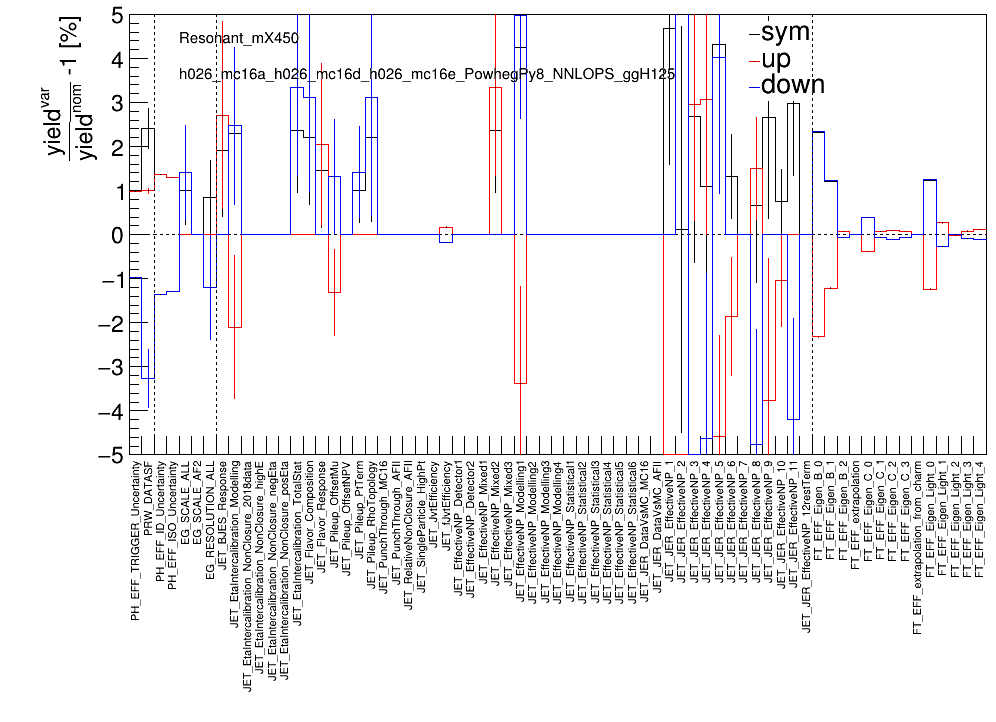 yield^var / yield^nom -1 [%]
Resonant_mX450
h026_mc16a_h026_mc16d_h026_mc16e_PowhegPy8_NNLOPS_ggH125
sym
up
down
5
4
3
2
1
0
−1
−2
−3
−4
−5
PH_EFF_TRIGGER_Uncertainty
PRW_DATASF
PH_EFF_ID_Uncertainty
PH_EFF_ISO_Uncertainty
EG_SCALE_ALL
EG_SCALE_AF2
EG_RESOLUTION_ALL
JET_BJES_Response
JET_EtaIntercalibration_Modelling
JET_EtaIntercalibration_NonClosure_2018data
JET_EtaIntercalibration_NonClosure_highE
JET_EtaIntercalibration_NonClosure_negEta
JET_EtaIntercalibration_NonClosure_posEta
JET_EtaIntercalibration_TotalStat
JET_Flavor_Composition
JET_Flavor_Response
JET_Pileup_OffsetMu
JET_Pileup_OffsetNPV
JET_Pileup_PtTerm
JET_Pileup_RhoTopology
JET_PunchThrough_MC16
JET_PunchThrough_AFII
JET_RelativeNonClosure_AFII
JET_SingleParticle_HighPt
JET_JvtEfficiency
JET_fJvtEfficiency
JET_EffectiveNP_Detector1
JET_EffectiveNP_Detector2
JET_EffectiveNP_Mixed1
JET_EffectiveNP_Mixed2
JET_EffectiveNP_Mixed3
JET_EffectiveNP_Modelling1
JET_EffectiveNP_Modelling2
JET_EffectiveNP_Modelling3
JET_EffectiveNP_Modelling4
JET_EffectiveNP_Statistical1
JET_EffectiveNP_Statistical2
JET_EffectiveNP_Statistical3
JET_EffectiveNP_Statistical4
JET_EffectiveNP_Statistical5
JET_EffectiveNP_Statistical6
JET_JER_DataVsMC_MC16
JET_JER_DataVsMC_AFII
JET_JER_EffectiveNP_1
JET_JER_EffectiveNP_2
JET_JER_EffectiveNP_3
JET_JER_EffectiveNP_4
JET_JER_EffectiveNP_5
JET_JER_EffectiveNP_6
JET_JER_EffectiveNP_7
JET_JER_EffectiveNP_8
JET_JER_EffectiveNP_9
JET_JER_EffectiveNP_10
JET_JER_EffectiveNP_11
JET_JER_EffectiveNP_12restTerm
FT_EFF_Eigen_B_0
FT_EFF_Eigen_B_1
FT_EFF_Eigen_B_2
FT_EFF_extrapolation
FT_EFF_Eigen_C_0
FT_EFF_Eigen_C_1
FT_EFF_Eigen_C_2
FT_EFF_Eigen_C_3
FT_EFF_extrapolation_from_charm
FT_EFF_Eigen_Light_0
FT_EFF_Eigen_Light_1
FT_EFF_Eigen_Light_2
FT_EFF_Eigen_Light_3
FT_EFF_Eigen_Light_4